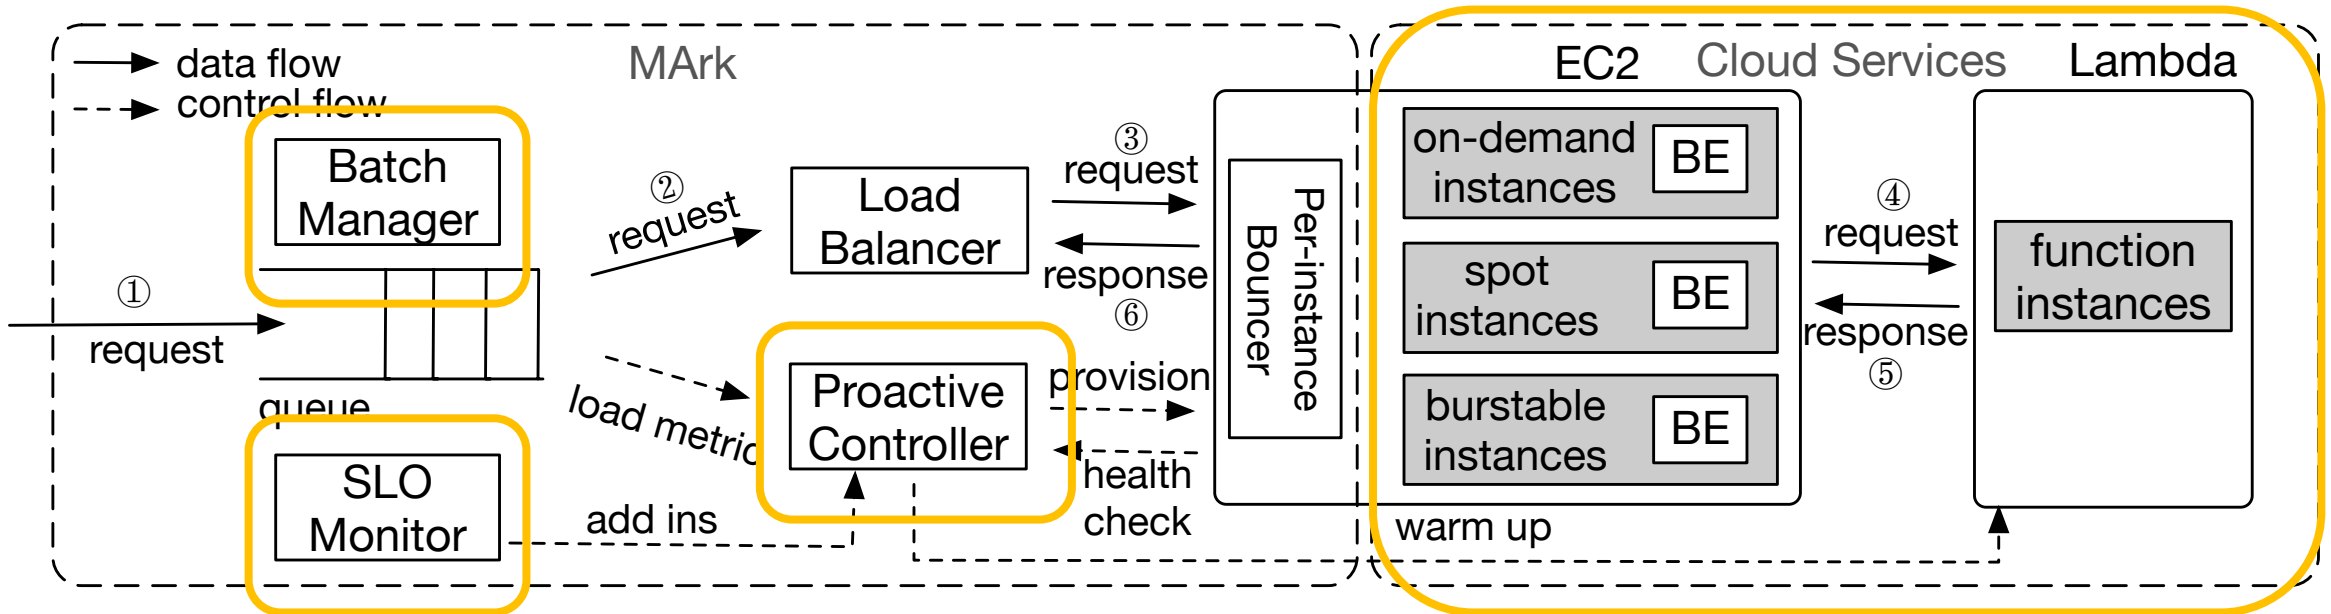 data flow
control flow
MArk
Batch
Manager
①
request
queue
SLO
Monitor
②
request
load metric
add ins
Load
Balancer
Proactive
Controller
③
request
response
⑥
provision
health
check
Per-instance
Bouncer
EC2
Cloud Services
Lambda
on-demand
instances
BE
spot
instances
BE
burstable
instances
BE
warm up
④
request
response
⑤
function
instances